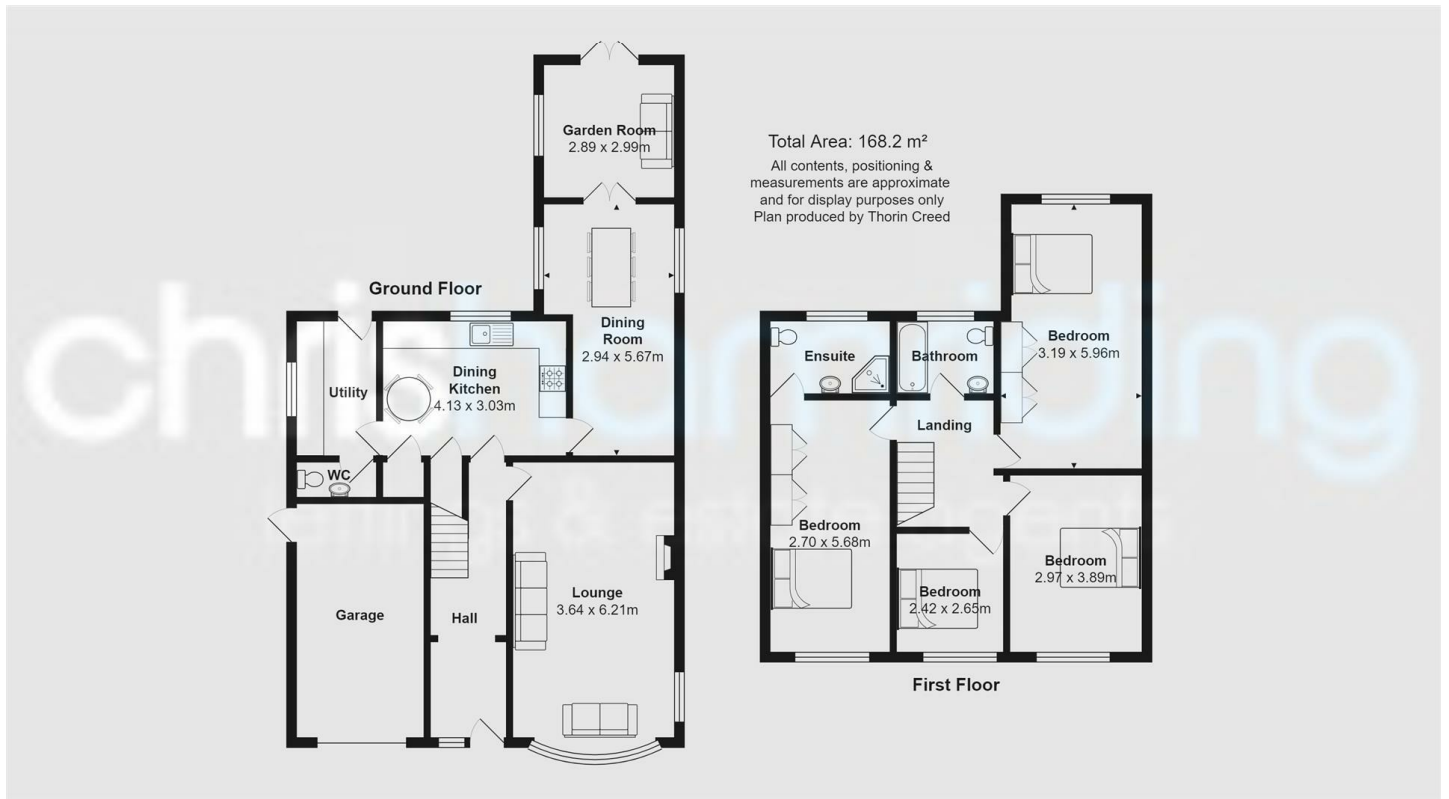 Garden Room
2.89 x 2.99m
Total Area: 168.2 m²
All contents, positioning &
measurements are approximate
and for display purposes only
Plan produced by Thorin Creed
Ground Floor
Dining
Room
2.94 x 5.67m
Dining
Kitchen
4.13 x 3.03m
Utility
WC
Garage
Hall
Lounge
3.64 x 6.21m
Ensuite
Bathroom
Bedroom
3.19 x 5.96m
Landing
Bedroom
2.70 x 5.68m
Bedroom
2.42 x 2.65m
Bedroom
2.97 x 3.89m
First Floor